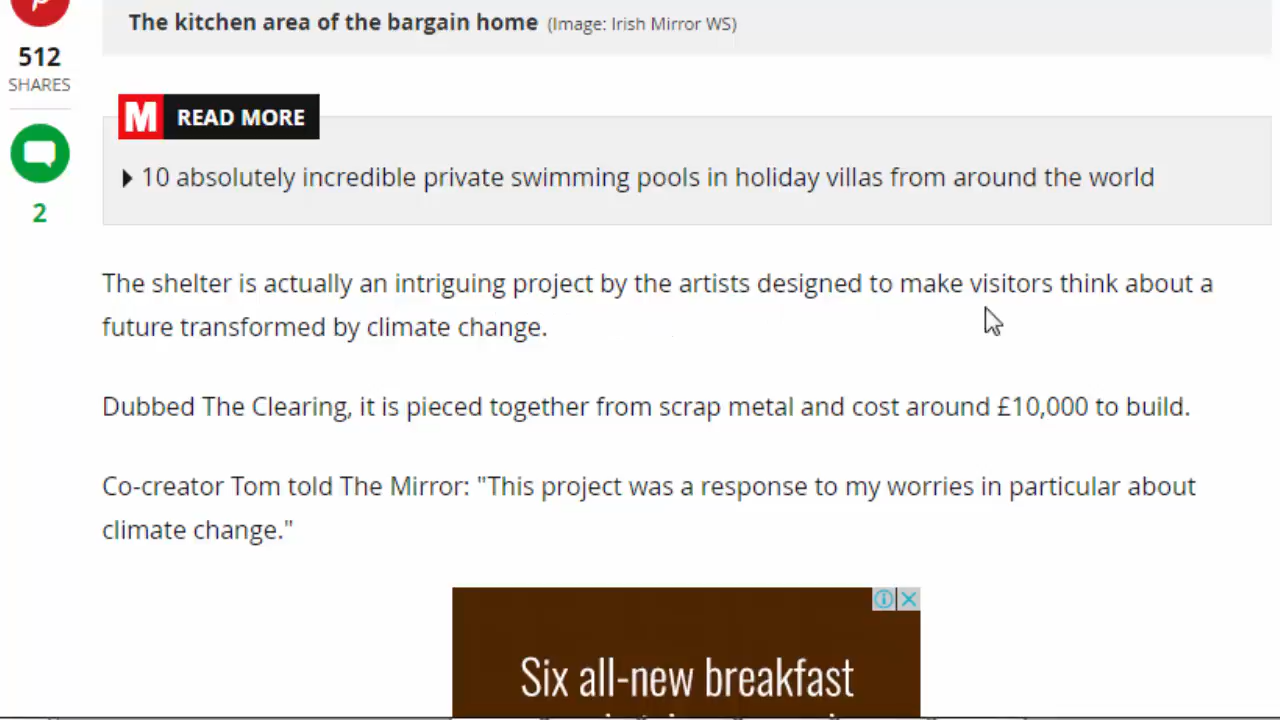 The kitchen area of the bargain home (Image: Irish Mirror WS)
512
SHARES
M READ MORE
10 absolutely incredible private swimming pools in holiday villas from around the world
2
The shelter is actually an intriguing project by the artists designed to make visitors think about a
future transformed by climate change.
Dubbed The Clearing, it is pieced together from scrap metal and cost around £10,000 to build.
Co-creator Tom told The Mirror: "This project was a response to my worries in particular about
climate change."
Six all-new breakfast